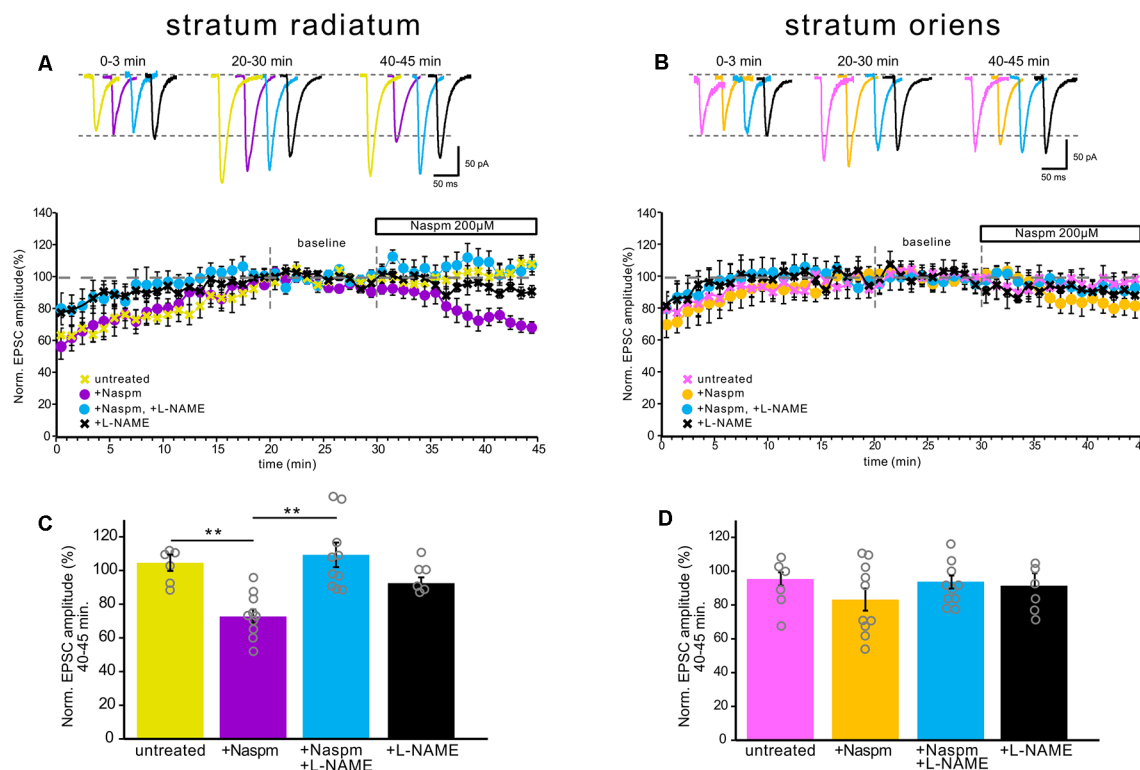 stratum radiatum
stratum oriens
A
0-3 min
20-30 min
40-45 min
50 pA
50 ms
B
0-3 min
20-30 min
40-45 min
50 pA
50 ms
Norm. EPSC amplitude(%)
140
120
100
80
60
40
20
0
baseline
Naspm 200µM
untreated
+Naspm
+Naspm, +L-NAME
+L-NAME
0
5
10
15
20
25
30
35
40
45
time (min)
Norm. EPSC amplitude(%)
140
120
100
80
60
40
20
0
baseline
Naspm 200µM
untreated
+Naspm
+Naspm, +L-NAME
+L-NAME
0
5
10
15
20
25
30
35
40
45
time (min)
C
Norm. EPSC amplitude (%)
40-45 min.
120
100
80
60
40
20
0
**
**
untreated
+Naspm
+Naspm
+L-NAME
+L-NAME
D
Norm. EPSC amplitude (%)
40-45 min.
120
100
80
60
40
20
0
untreated
+Naspm
+Naspm
+L-NAME
+L-NAME